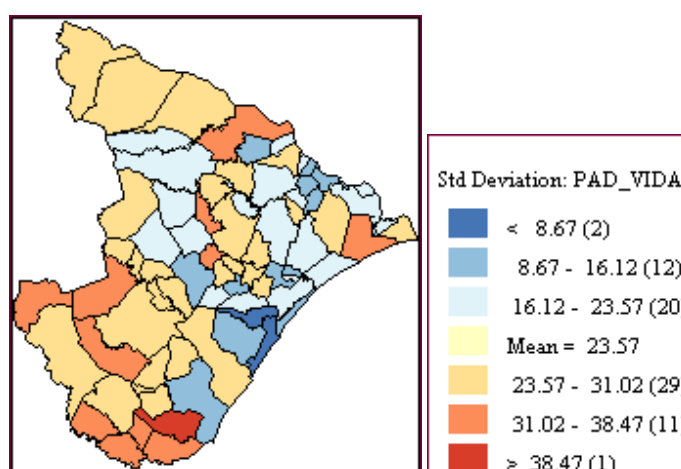 Std Deviation: PAD_VIDA
< 8.67 (2)
8.67 - 16.12 (12)
16.12 - 23.57 (20
Mean = 23.57
23.57 - 31.02 (29)
31.02 - 38.47 (11)
> 38.47 (1)